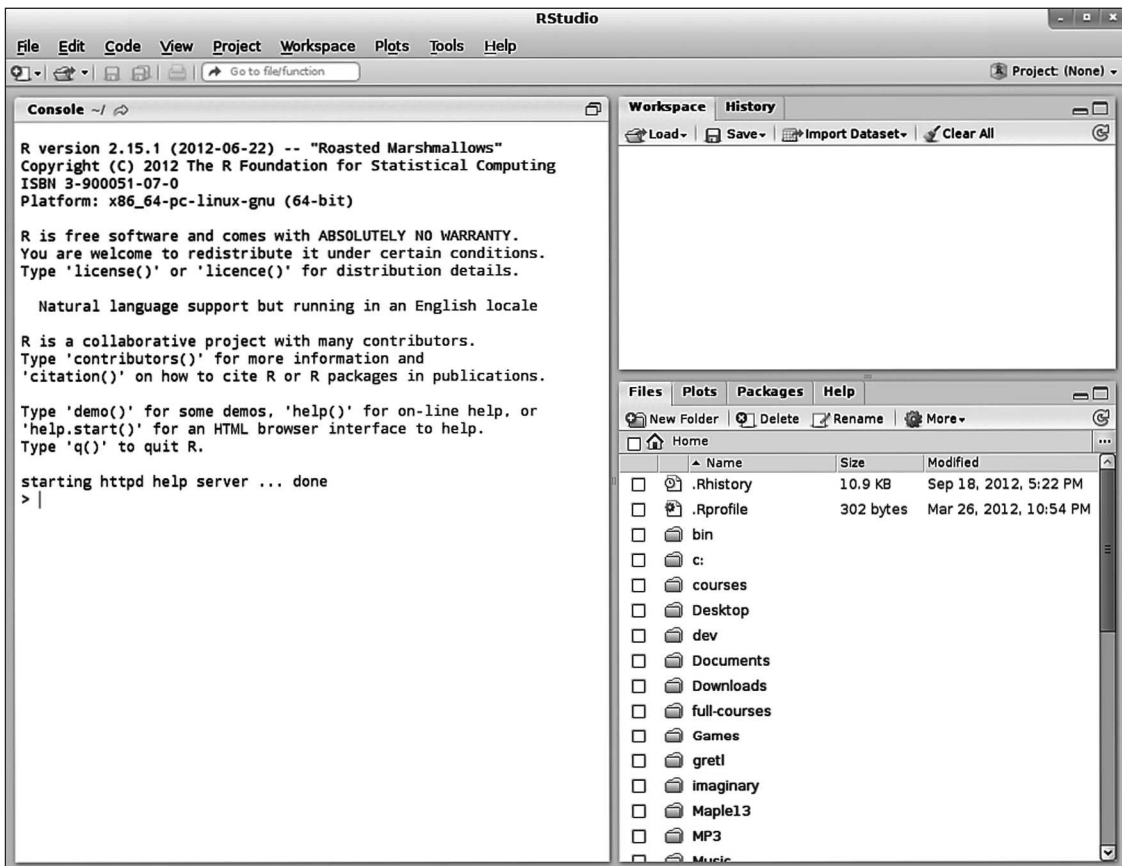 RStudio
File Edit Code View Project Workspace Plots Tools Help
Go to file/function
Project: (None)
Console ~/
R version 2.15.1 (2012-06-22) -- "Roasted Marshmallows"
Copyright (C) 2012 The R Foundation for Statistical Computing
ISBN 3-900051-07-0
Platform: x86_64-pc-linux-gnu (64-bit)
R is free software and comes with ABSOLUTELY NO WARRANTY.
You are welcome to redistribute it under certain conditions.
Type 'license()' or 'licence()' for distribution details.
Natural language support but running in an English locale
R is a collaborative project with many contributors.
Type 'contributors()' for more information and
'citation()' on how to cite R or R packages in publications.
Type 'demo()' for some demos, 'help()' for on-line help, or
'help.start()' for an HTML browser interface to help.
Type 'q()' to quit R.
starting httpd help server ... done
>
Workspace History
Load Save Import Dataset Clear All
Files Plots Packages Help
New Folder Delete Rename More
Home ...
Name Size Modified
.Rhistory 10.9 KB Sep 18, 2012, 5:22 PM
.Rprofile 302 bytes Mar 26, 2012, 10:54 PM
bin
c:
courses
Desktop
dev
Documents
Downloads
full-courses
Games
gretl
imaginary
Maple13
MP3
Music